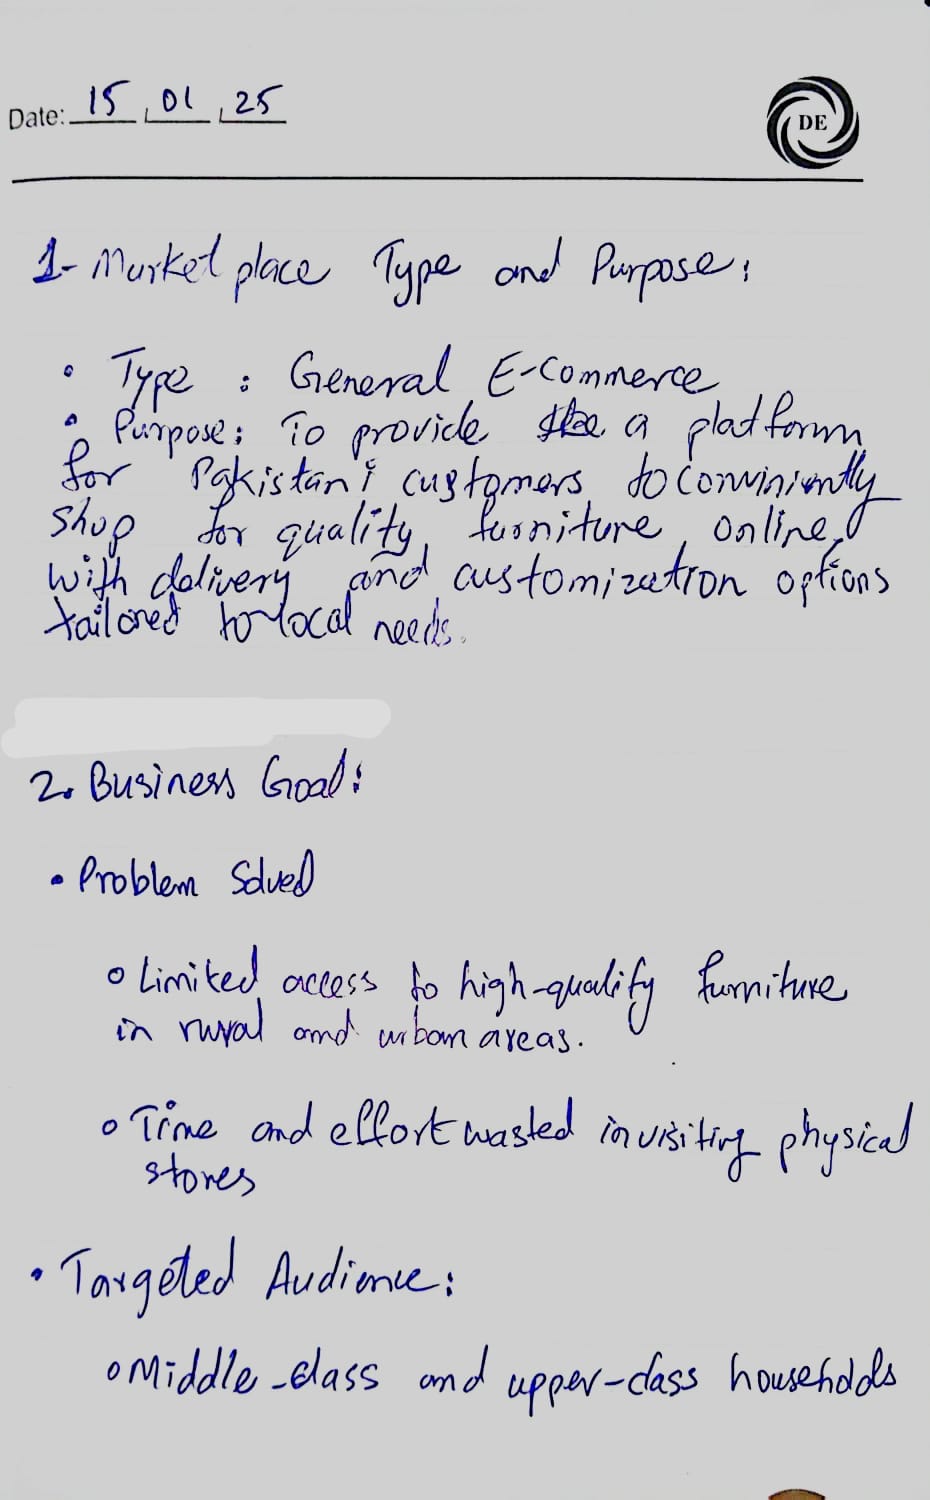 Date: 15, 01, 25
DE
1- Market place Type and Purpose:
• Type : General E-Commerce
• Purpose: To provide the a platform
for Pakistani customers to conviniently
shop for quality furniture online,
with delivery and customization options
tailored to local needs.
2. Business Goal:
• Problem Solved
o Limited access to high-quality furniture
in rural and urban areas.
o Time and effort wasted in visiting physical
stores
• Targeted Audience:
o Middle-class and upper-class households